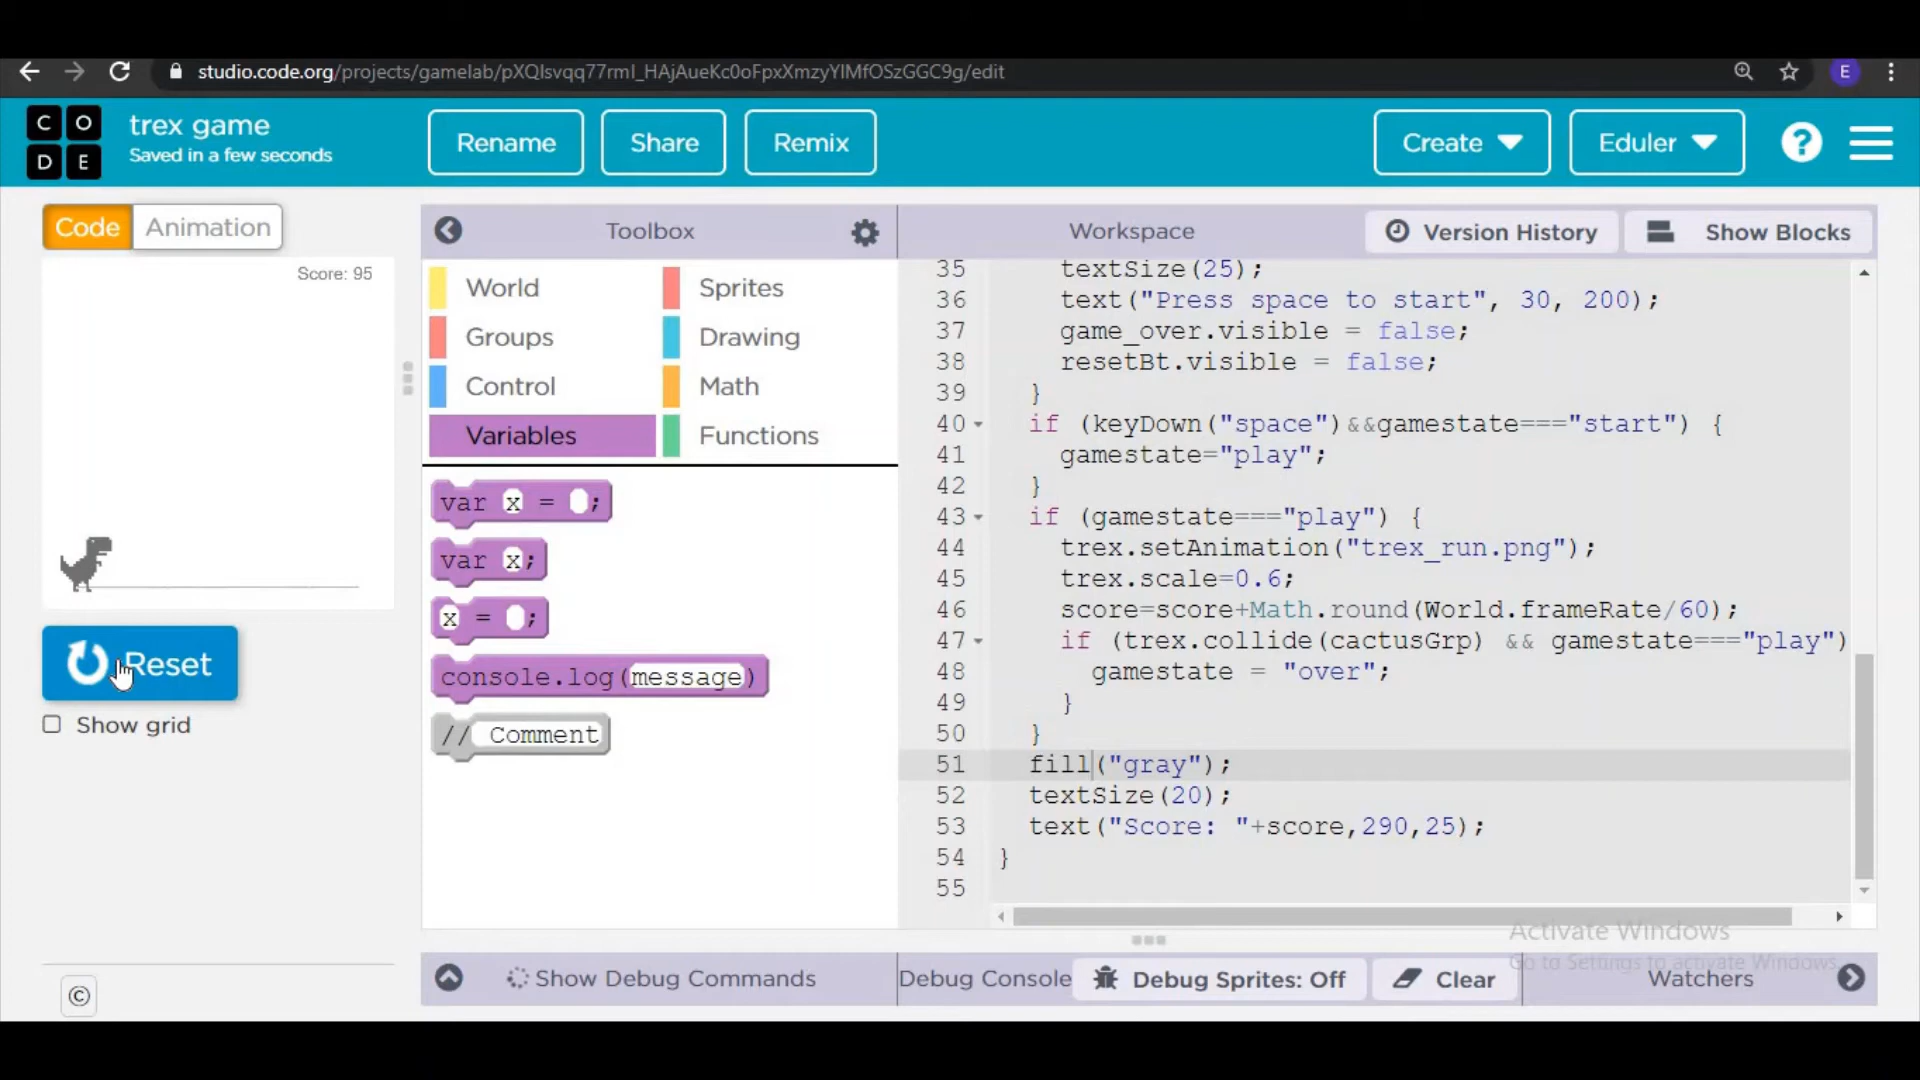 studio.code.org/projects/gamelab/pXQIsvqq77rmI_HAjAueKc0oFpxXmzyYIMfOSzGGC9g/edit
E
C O
D E
trex game
Saved in a few seconds
Rename
Share
Remix
Create
Eduler
?
Code
Animation
Score: 95
Reset
Show grid
©
Toolbox
World
Sprites
Groups
Drawing
Control
Math
Variables
Functions
var x = ;
var x;
x = ;
console.log(message)
// Comment
Workspace
Version History
Show Blocks
35 textSize(25);
36 text("Press space to start", 30, 200);
37 game_over.visible = false;
38 resetBt.visible = false;
39 }
40 if (keyDown("space")&&gamestate==="start") {
41 gamestate="play";
42 }
43 if (gamestate==="play") {
44 trex.setAnimation("trex_run.png");
45 trex.scale=0.6;
46 score=score+Math.round(World.frameRate/60);
47 if (trex.collide(cactusGrp) && gamestate==="play")
48 gamestate = "over";
49 }
50 }
51 fill("gray");
52 textSize(20);
53 text("Score: "+score,290,25);
54 }
55
Activate Windows
Go to Settings to activate Windows.
Show Debug Commands
Debug Console
Debug Sprites: Off
Clear
Watchers